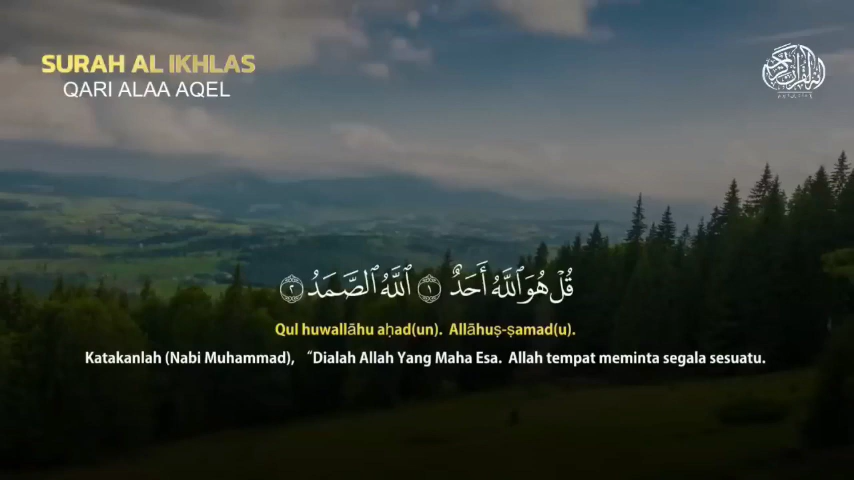 SURAH AL IKHLAS
QARI ALAA AQEL
قُلْ هُوَ ٱللَّهُ أَحَدٌ ١ ٱللَّهُ ٱلصَّمَدُ ٢
Qul huwallāhu aḥad(un). Allāhuṣ-ṣamad(u).
Katakanlah (Nabi Muhammad), “Dialah Allah Yang Maha Esa. Allah tempat meminta segala sesuatu.